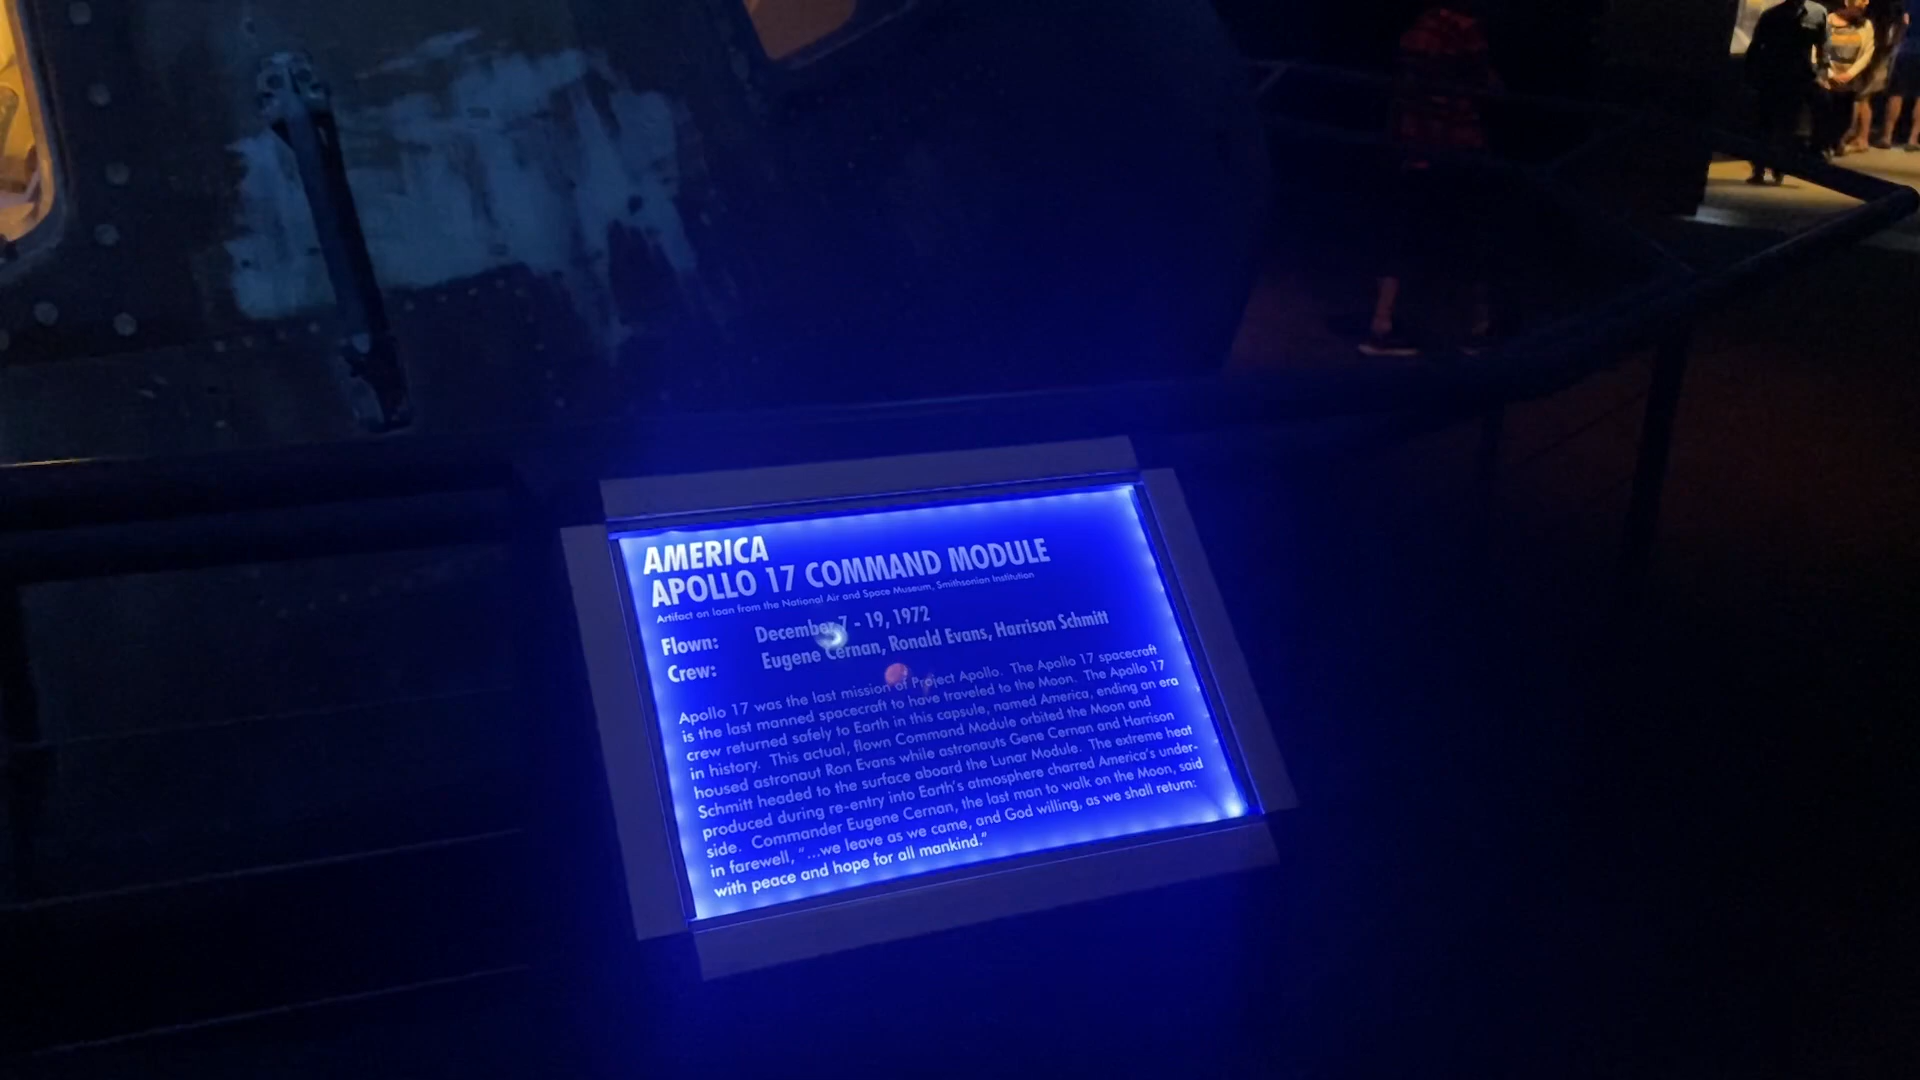 AMERICA
APOLLO 17 COMMAND MODULE
Artifact on loan from the National Air and Space Museum, Smithsonian Institution
Flown: December 7 - 19, 1972
Crew: Eugene Cernan, Ronald Evans, Harrison Schmitt
Apollo 17 was the last mission of Project Apollo. The Apollo 17 spacecraft
is the last manned spacecraft to have traveled to the Moon. The Apollo 17
crew returned safely to Earth in this capsule, named America, ending an era
in history. This actual, flown Command Module orbited the Moon and
housed astronaut Ron Evans while astronauts Gene Cernan and Harrison
Schmitt headed to the surface aboard the Lunar Module. The extreme heat
produced during re-entry into Earth's atmosphere charred America's under-
side. Commander Eugene Cernan, the last man to walk on the Moon, said
in farewell, "...we leave as we came, and God willing, as we shall return:
with peace and hope for all mankind."